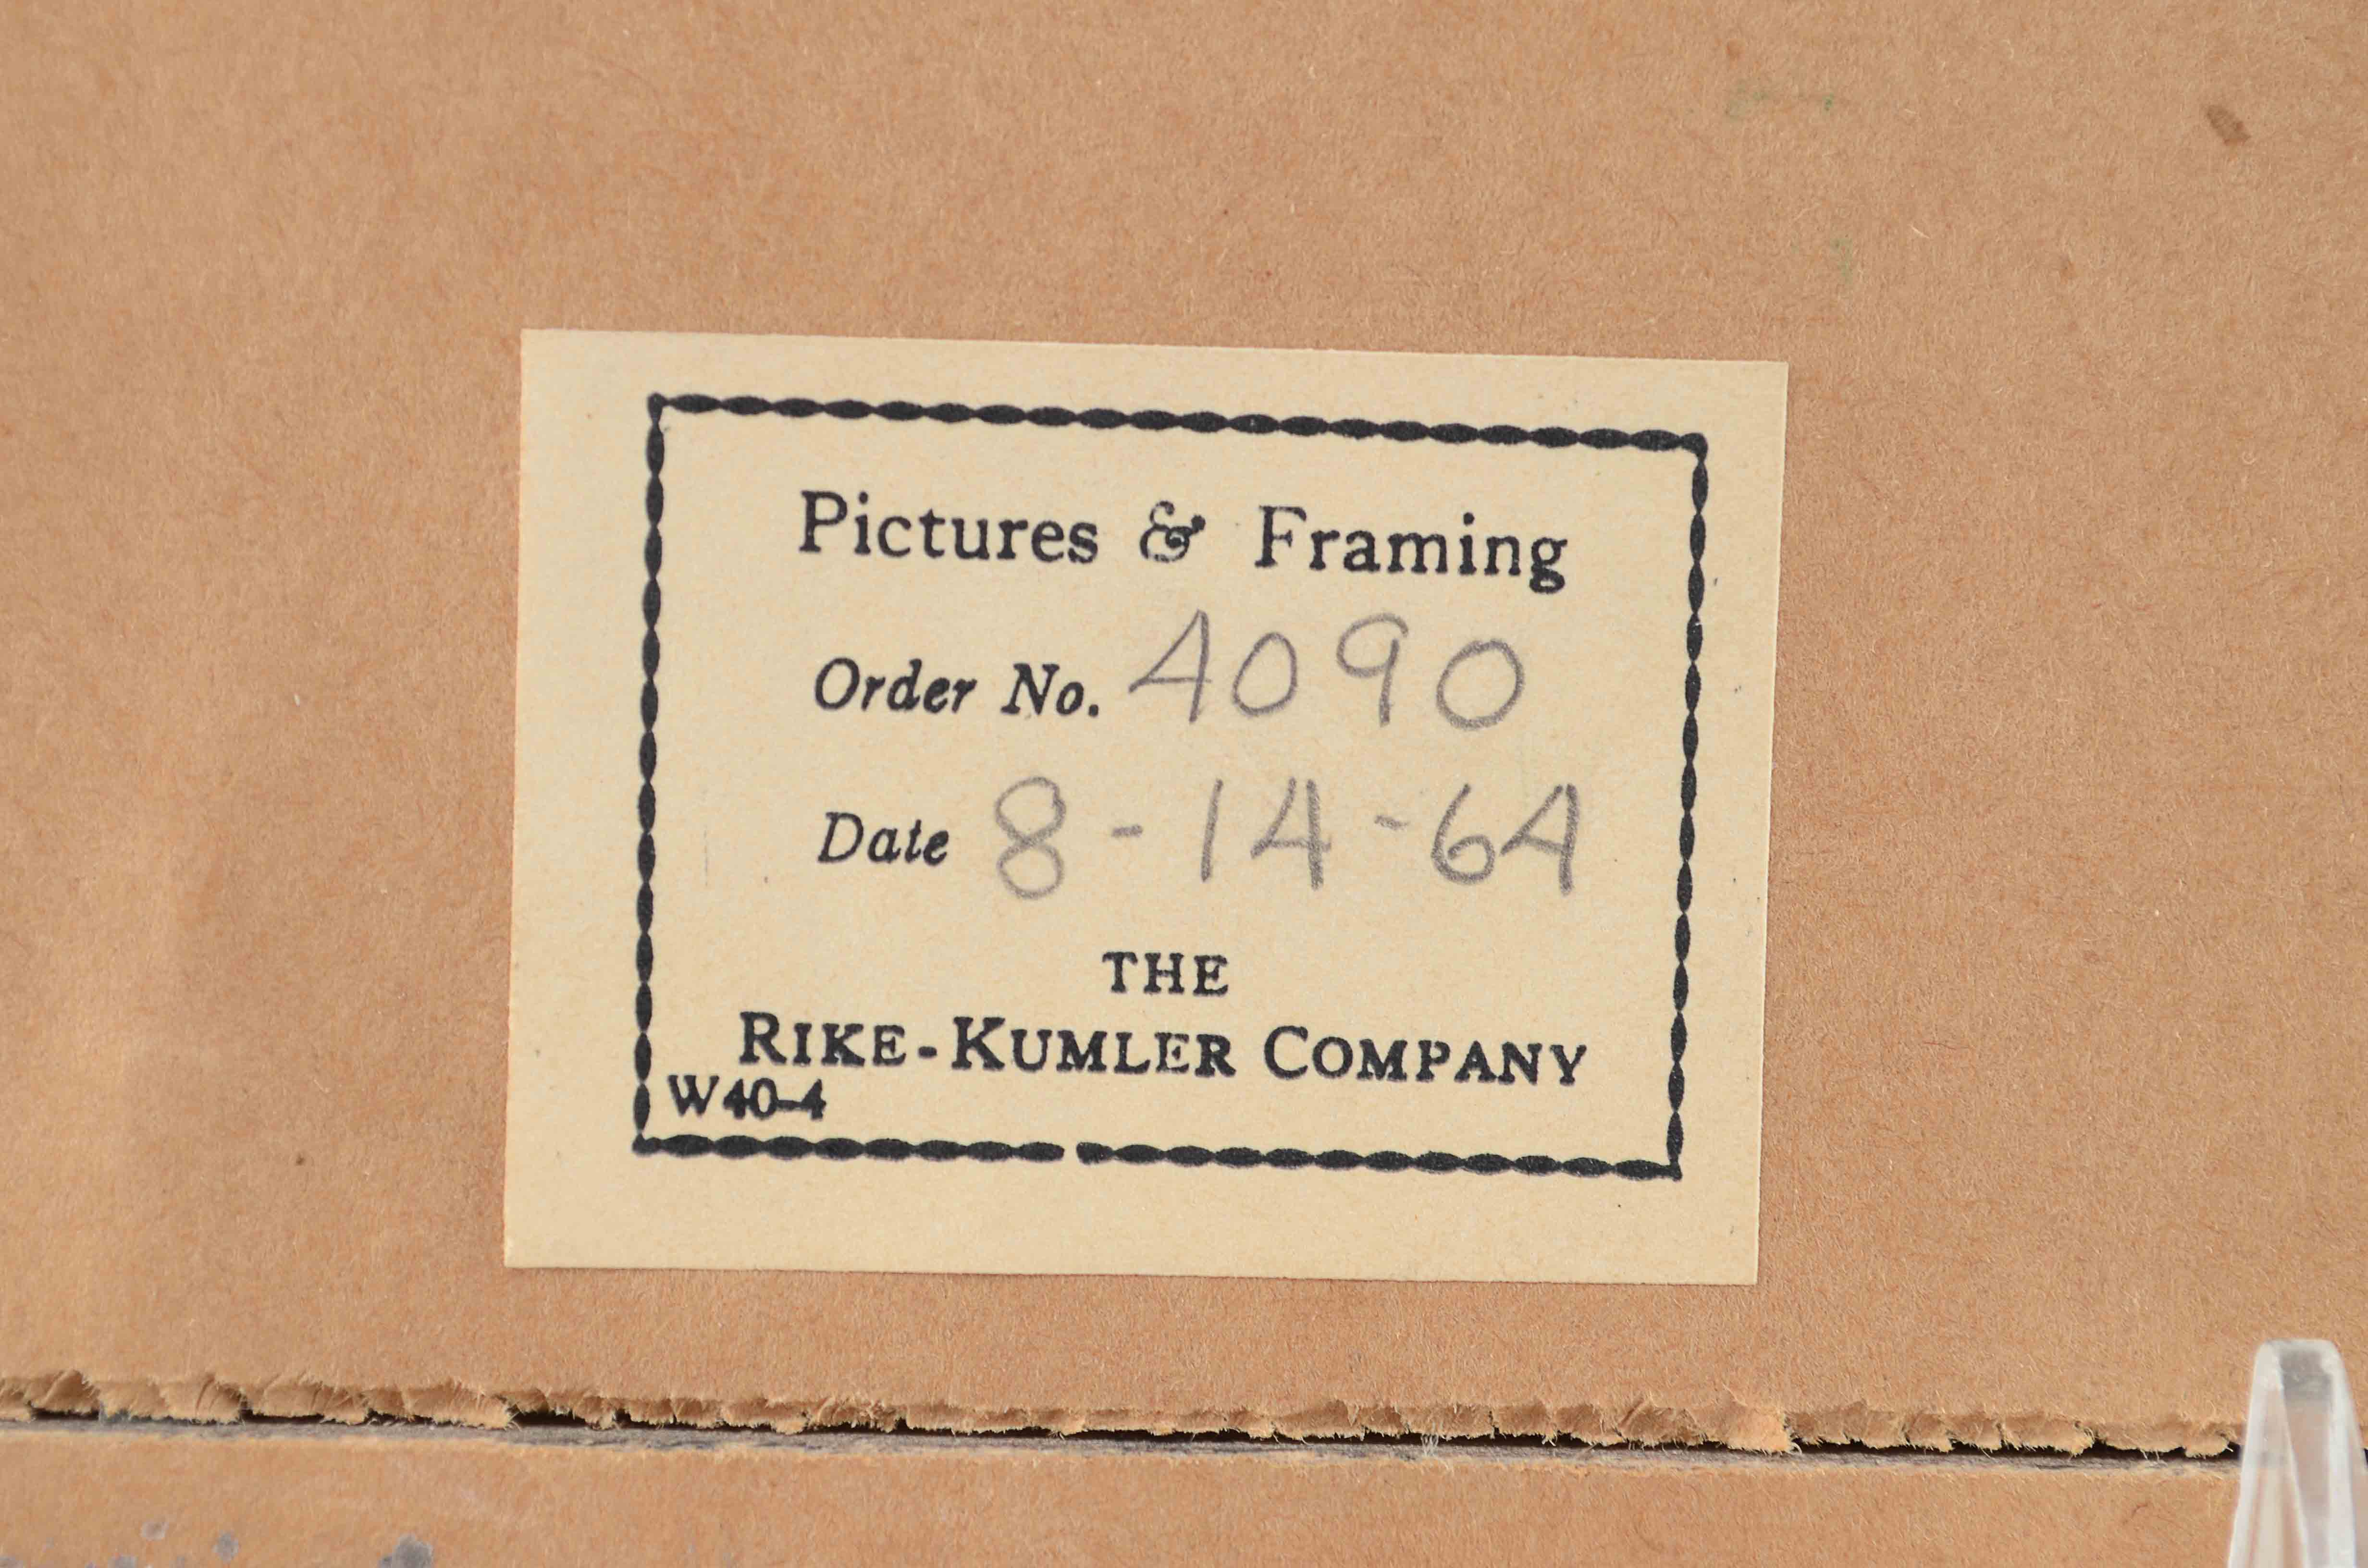 Pictures & Framing
Order No. 4090
Date 8-14-64
THE
RIKE-KUMLER COMPANY
W40-4